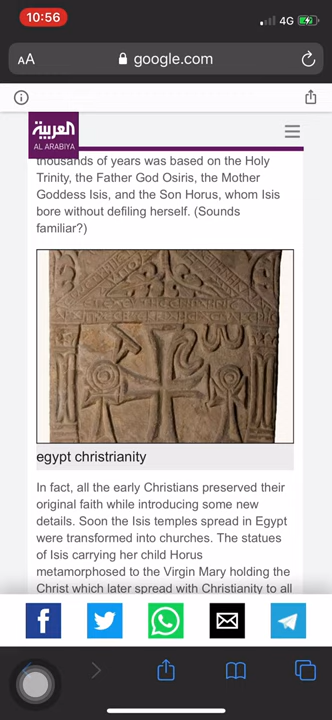 10:56
4G
AA
google.com
العربية
AL ARABIYA
thousands of years was based on the Holy
Trinity, the Father God Osiris, the Mother
Goddess Isis, and the Son Horus, whom Isis
bore without defiling herself. (Sounds
familiar?)
egypt christrianity
In fact, all the early Christians preserved their
original faith while introducing some new
details. Soon the Isis temples spread in Egypt
were transformed into churches. The statues
of Isis carrying her child Horus
metamorphosed to the Virgin Mary holding the
Christ which later spread with Christianity to all